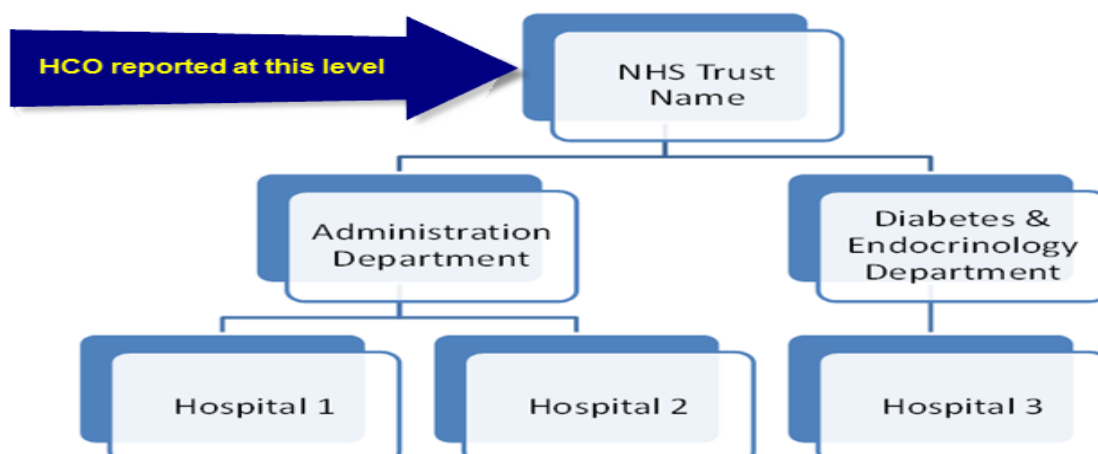 HCO reported at this level
NHS Trust
Name
Administration
Department
Diabetes &
Endocrinology
Department
Hospital 1
Hospital 2
Hospital 3